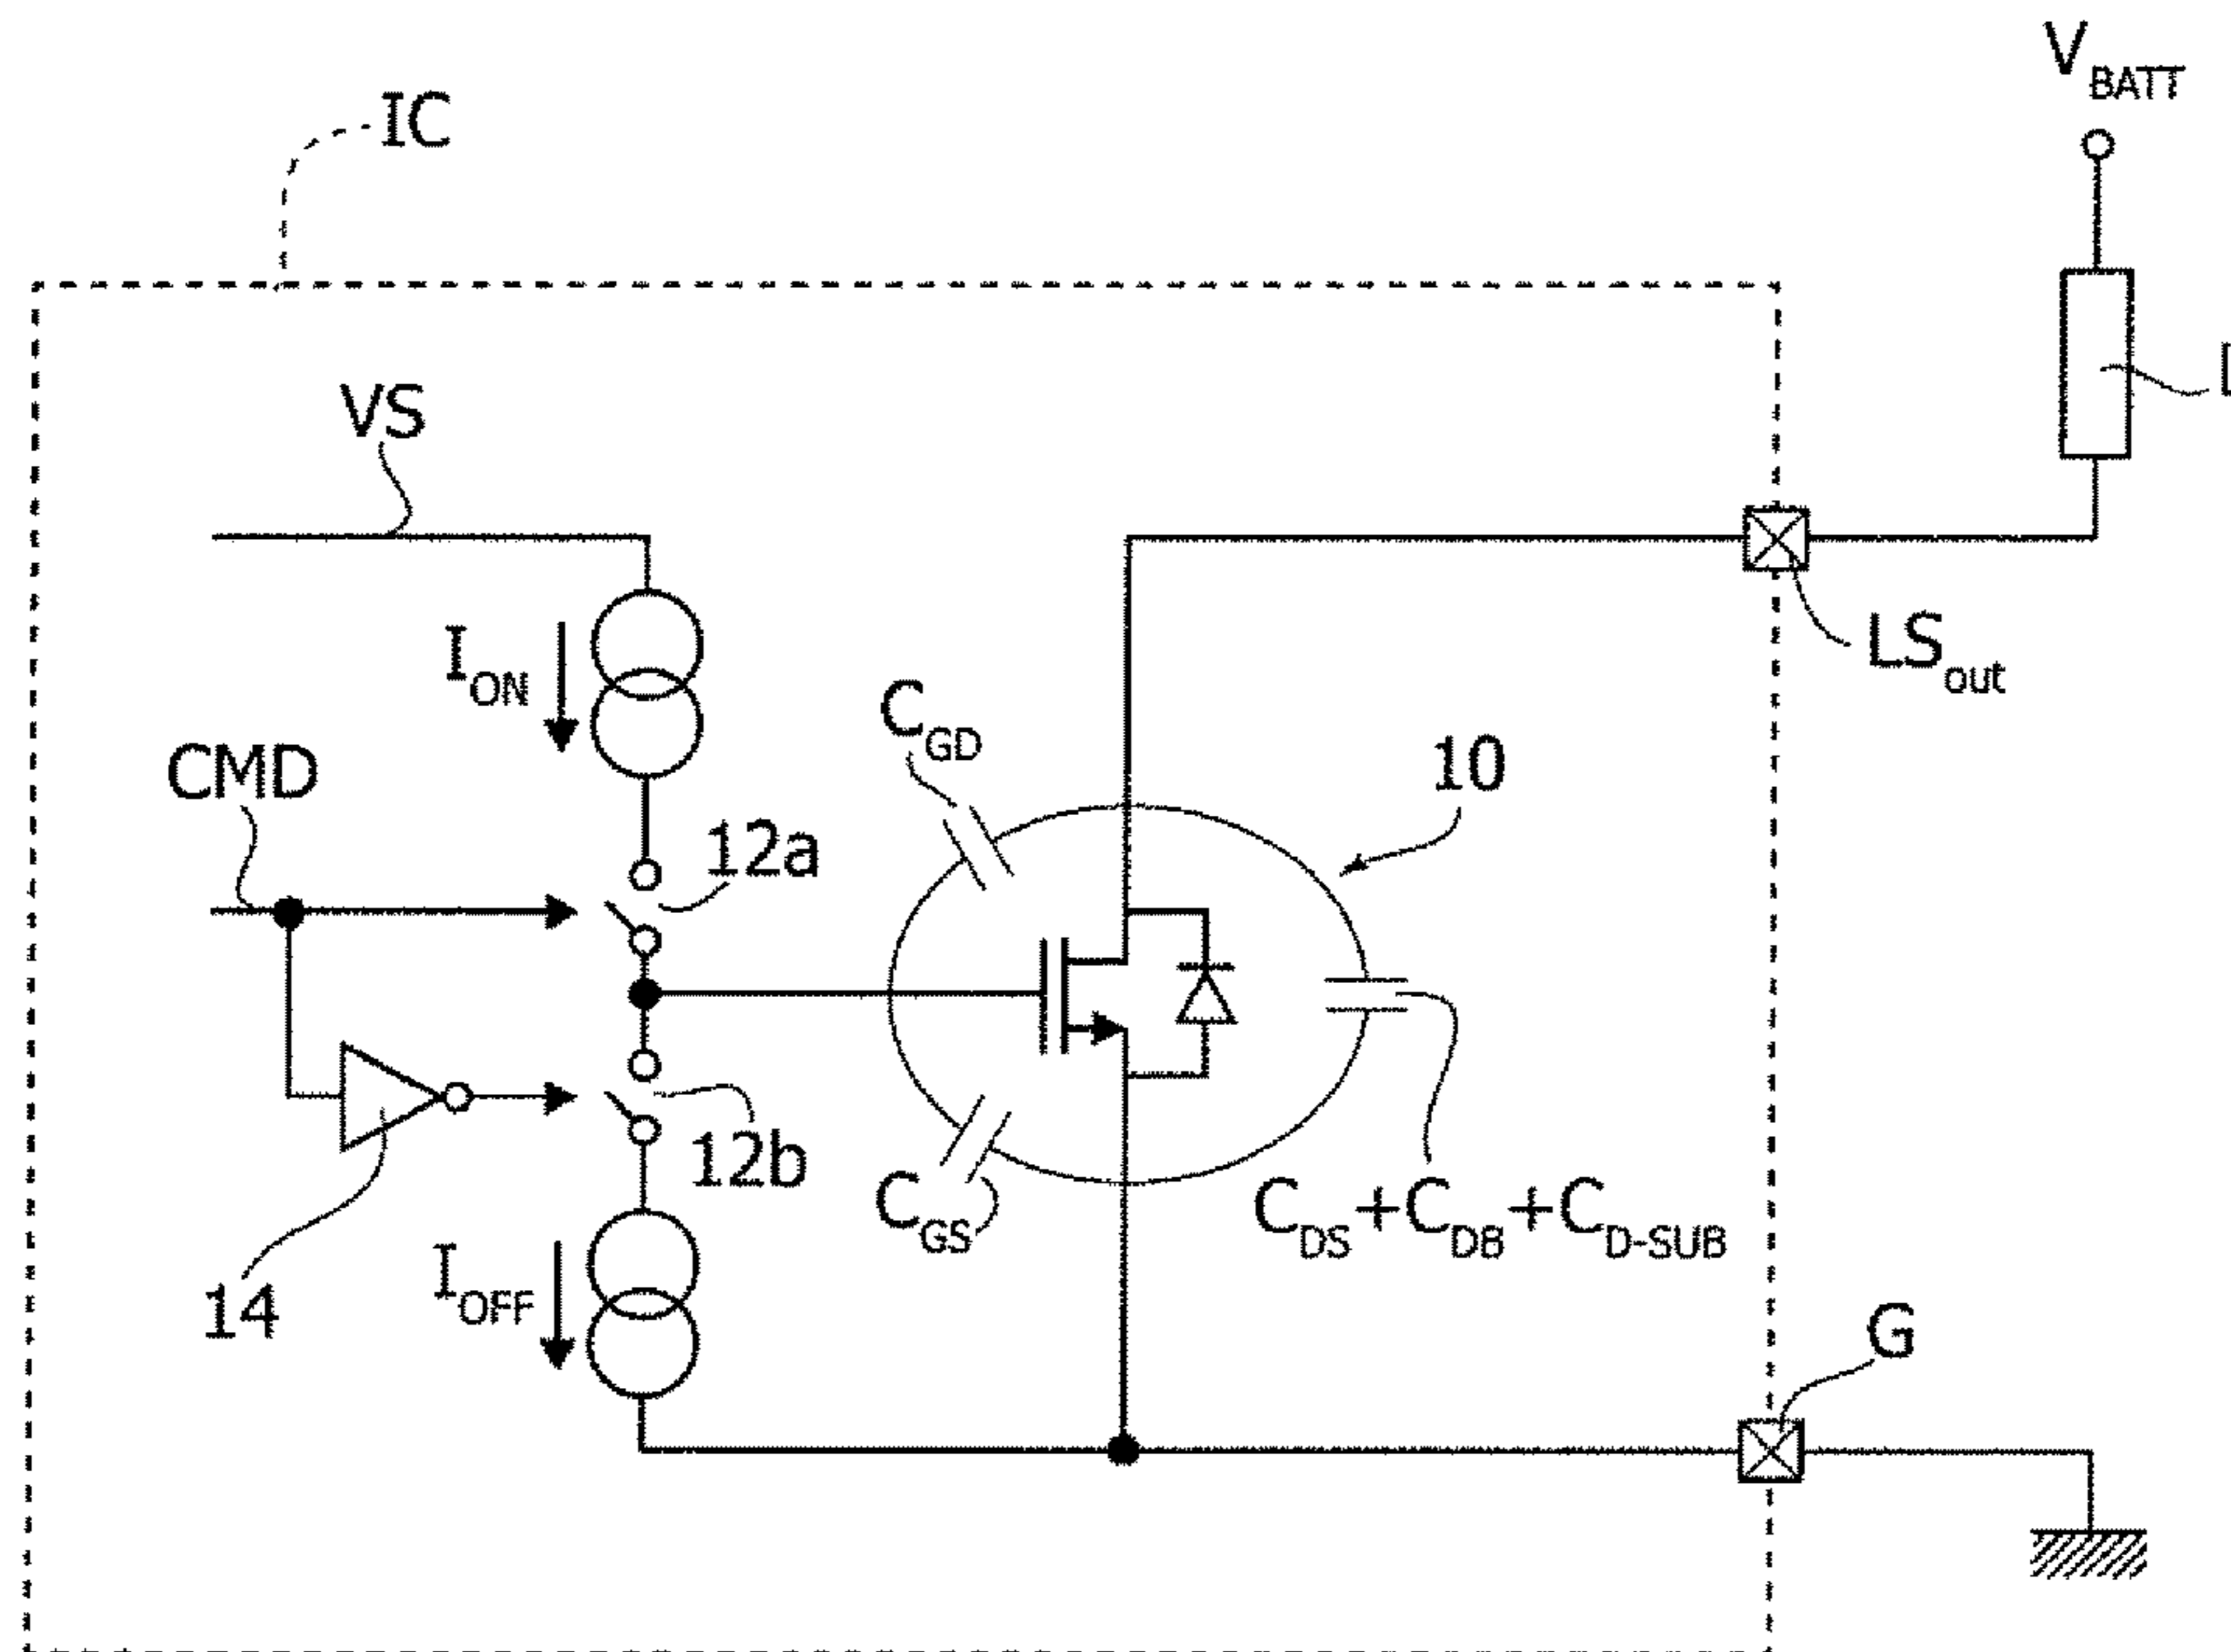 V_BATT
IC
VS
I_ON
LS_out
C_GD
10
CMD
12a
12b
C_GS
C_DS+C_DB+C_D-SUB
I_OFF
14
G